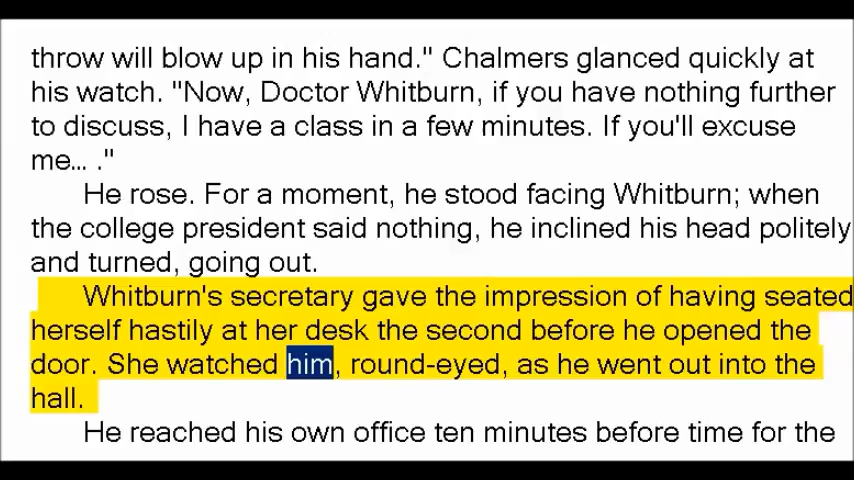 throw will blow up in his hand." Chalmers glanced quickly at
his watch. "Now, Doctor Whitburn, if you have nothing further
to discuss, I have a class in a few minutes. If you'll excuse
me... ."
He rose. For a moment, he stood facing Whitburn; when
the college president said nothing, he inclined his head politely
and turned, going out.
Whitburn's secretary gave the impression of having seated
herself hastily at her desk the second before he opened the
door. She watched him, round-eyed, as he went out into the
hall.
He reached his own office ten minutes before time for the